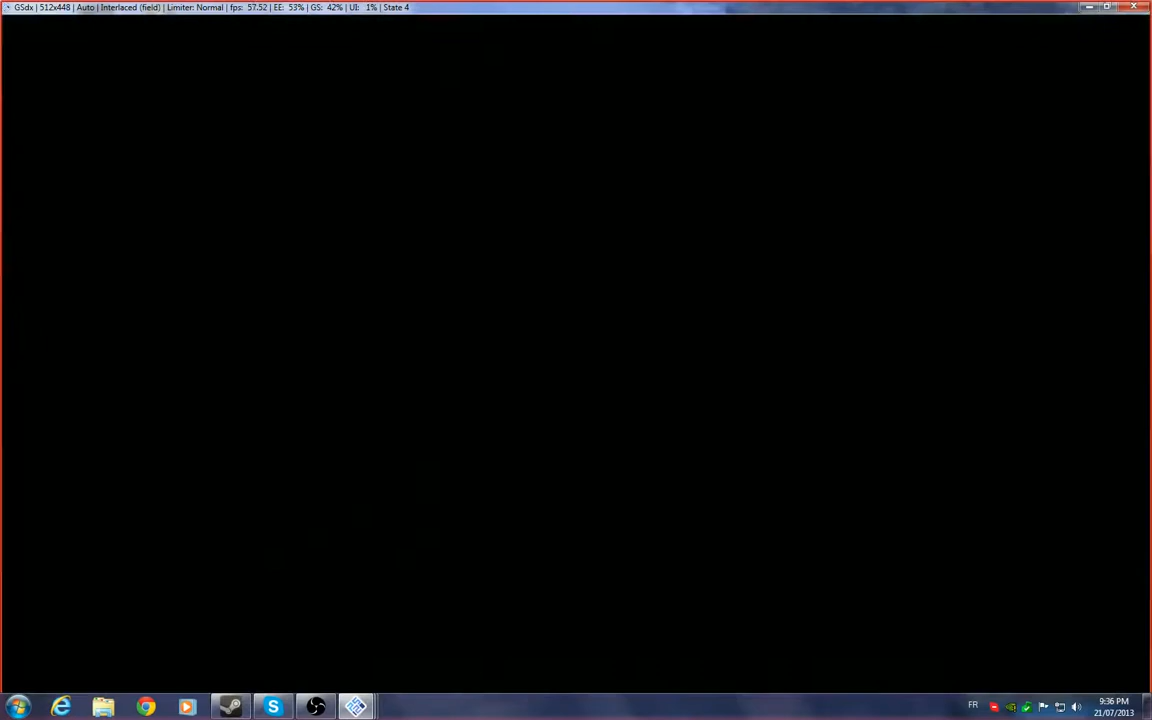 GSdx | 512x448 | Auto | Interlaced (field) | Limiter: Normal | fps: 57.52 | EE: 53% | GS: 42% | UI: 1% | State 4
FR
9:36 PM
21/07/2013